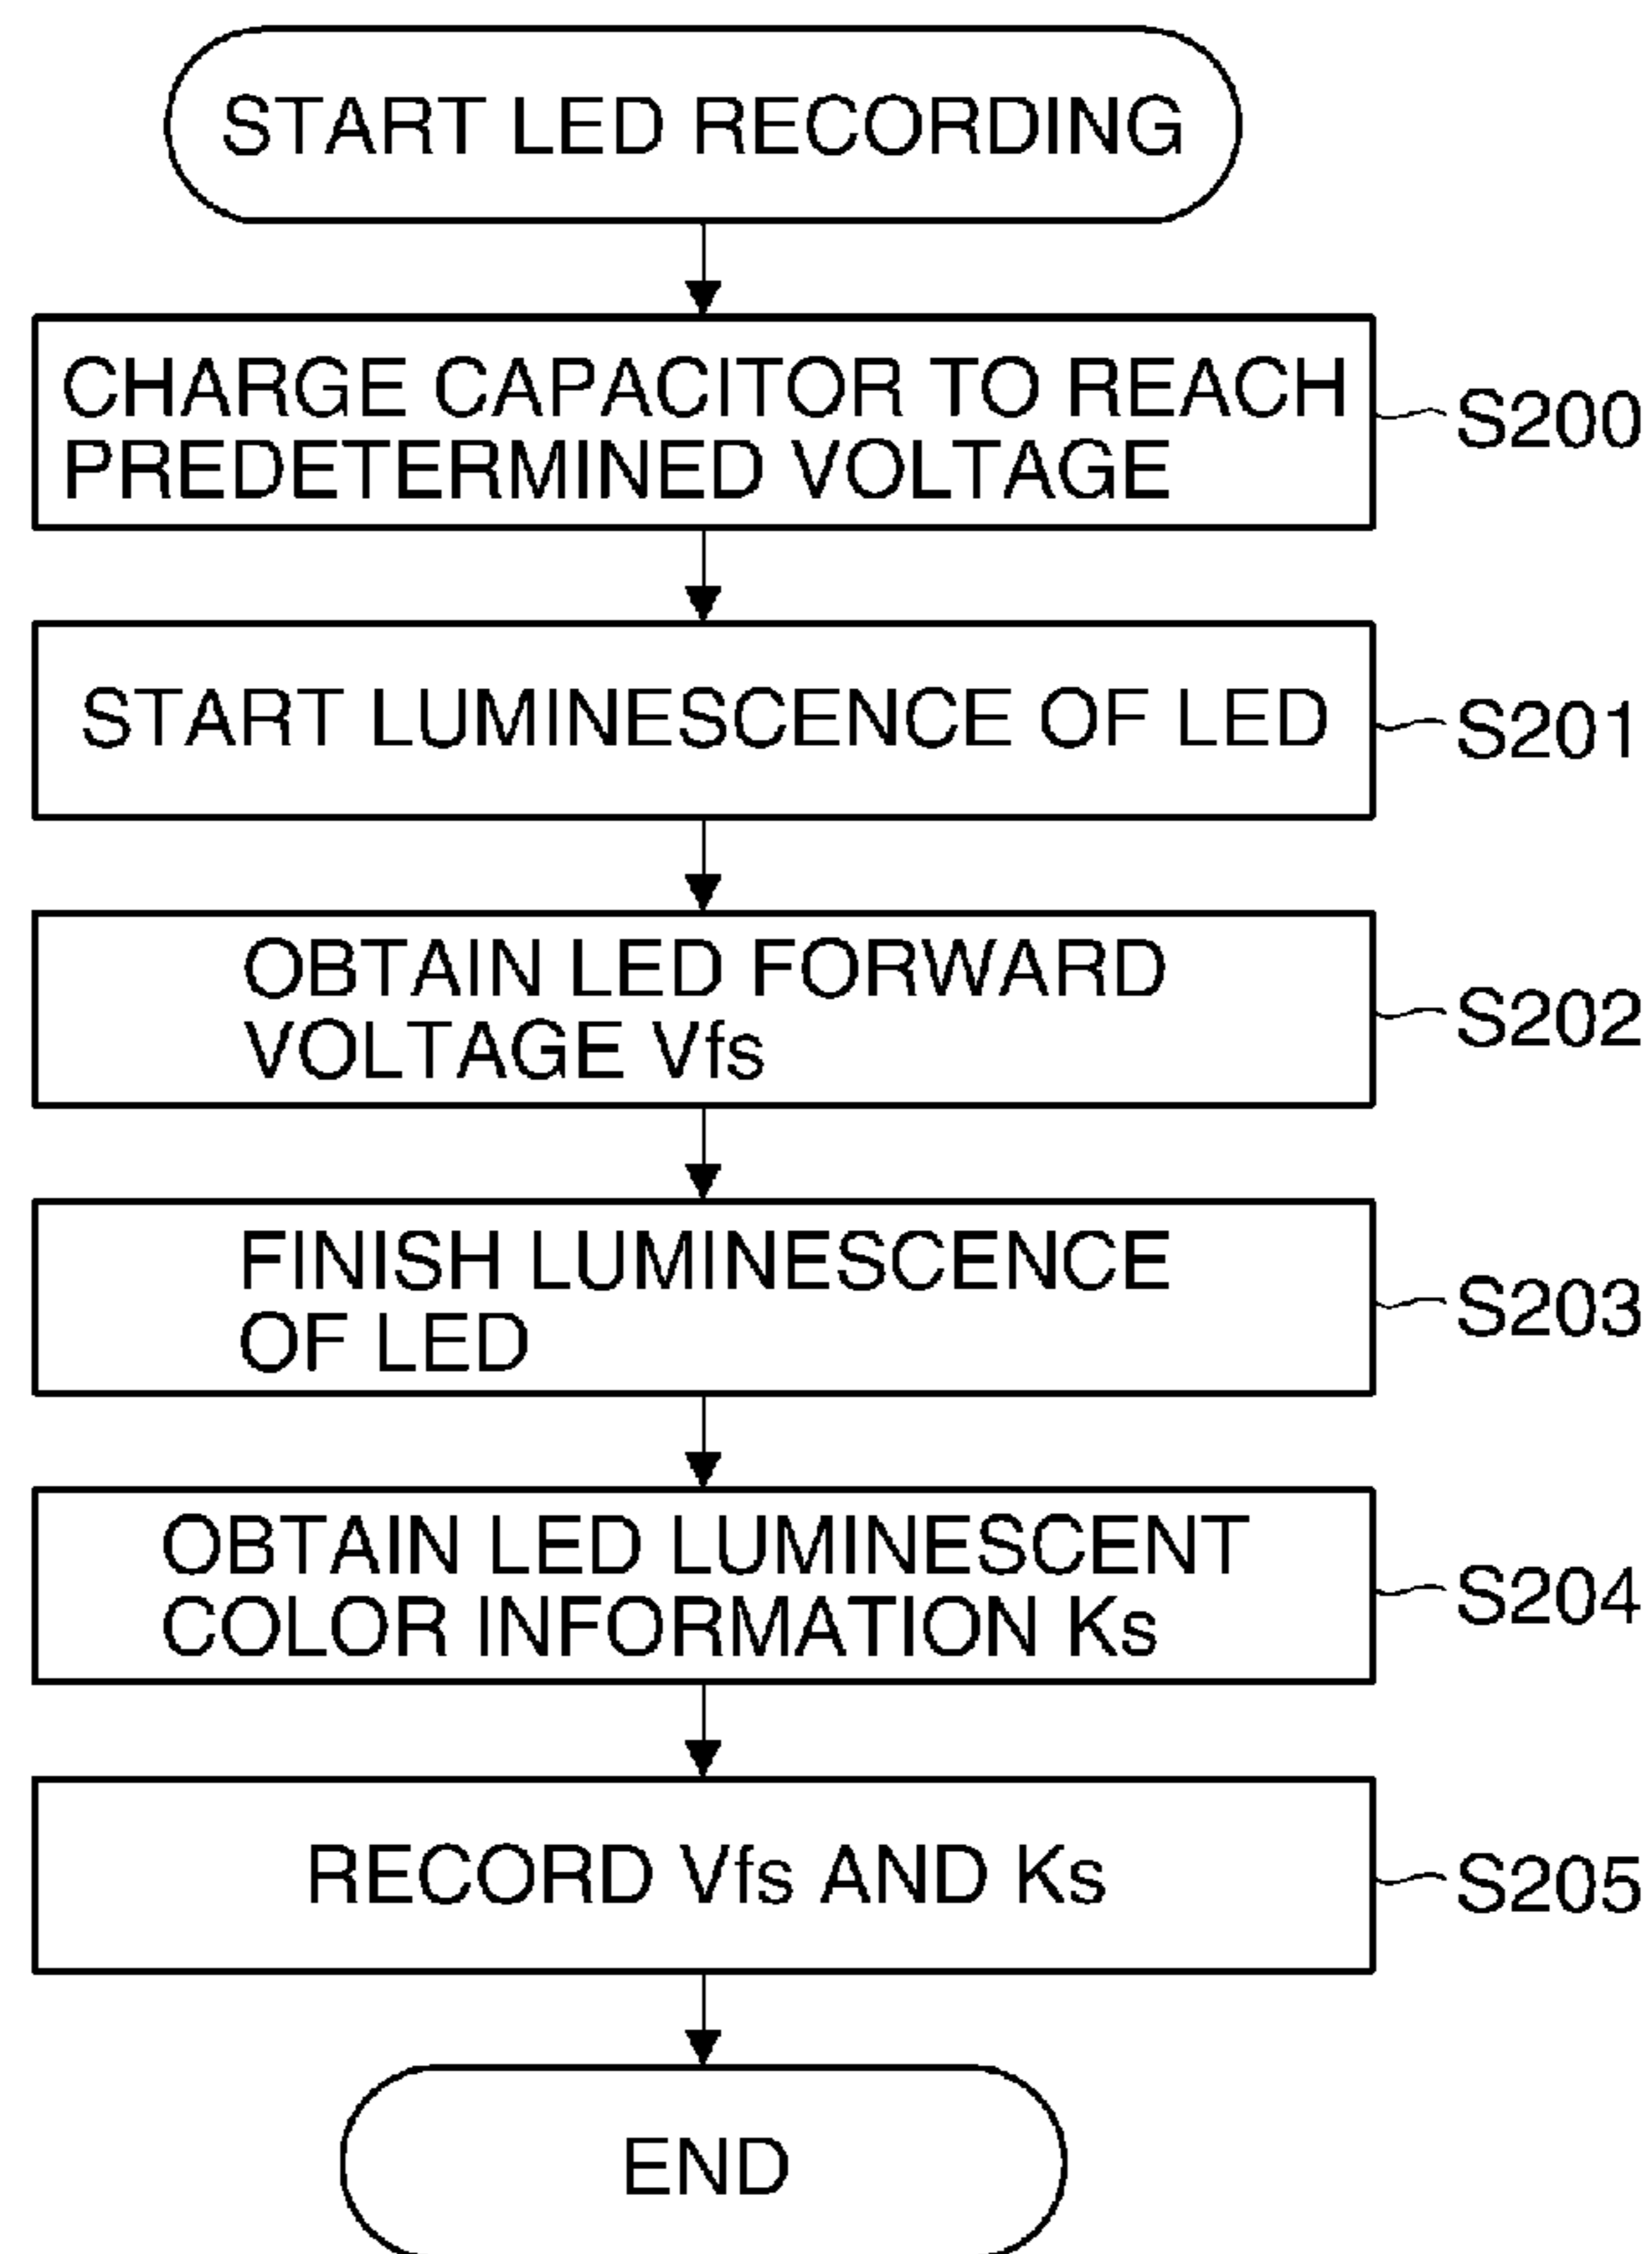 START LED RECORDING
CHARGE CAPACITOR TO REACH
PREDETERMINED VOLTAGE
S200
START LUMINESCENCE OF LED
S201
OBTAIN LED FORWARD
VOLTAGE Vfs
S202
FINISH LUMINESCENCE
OF LED
S203
OBTAIN LED LUMINESCENT
COLOR INFORMATION Ks
S204
RECORD Vfs AND Ks
S205
END